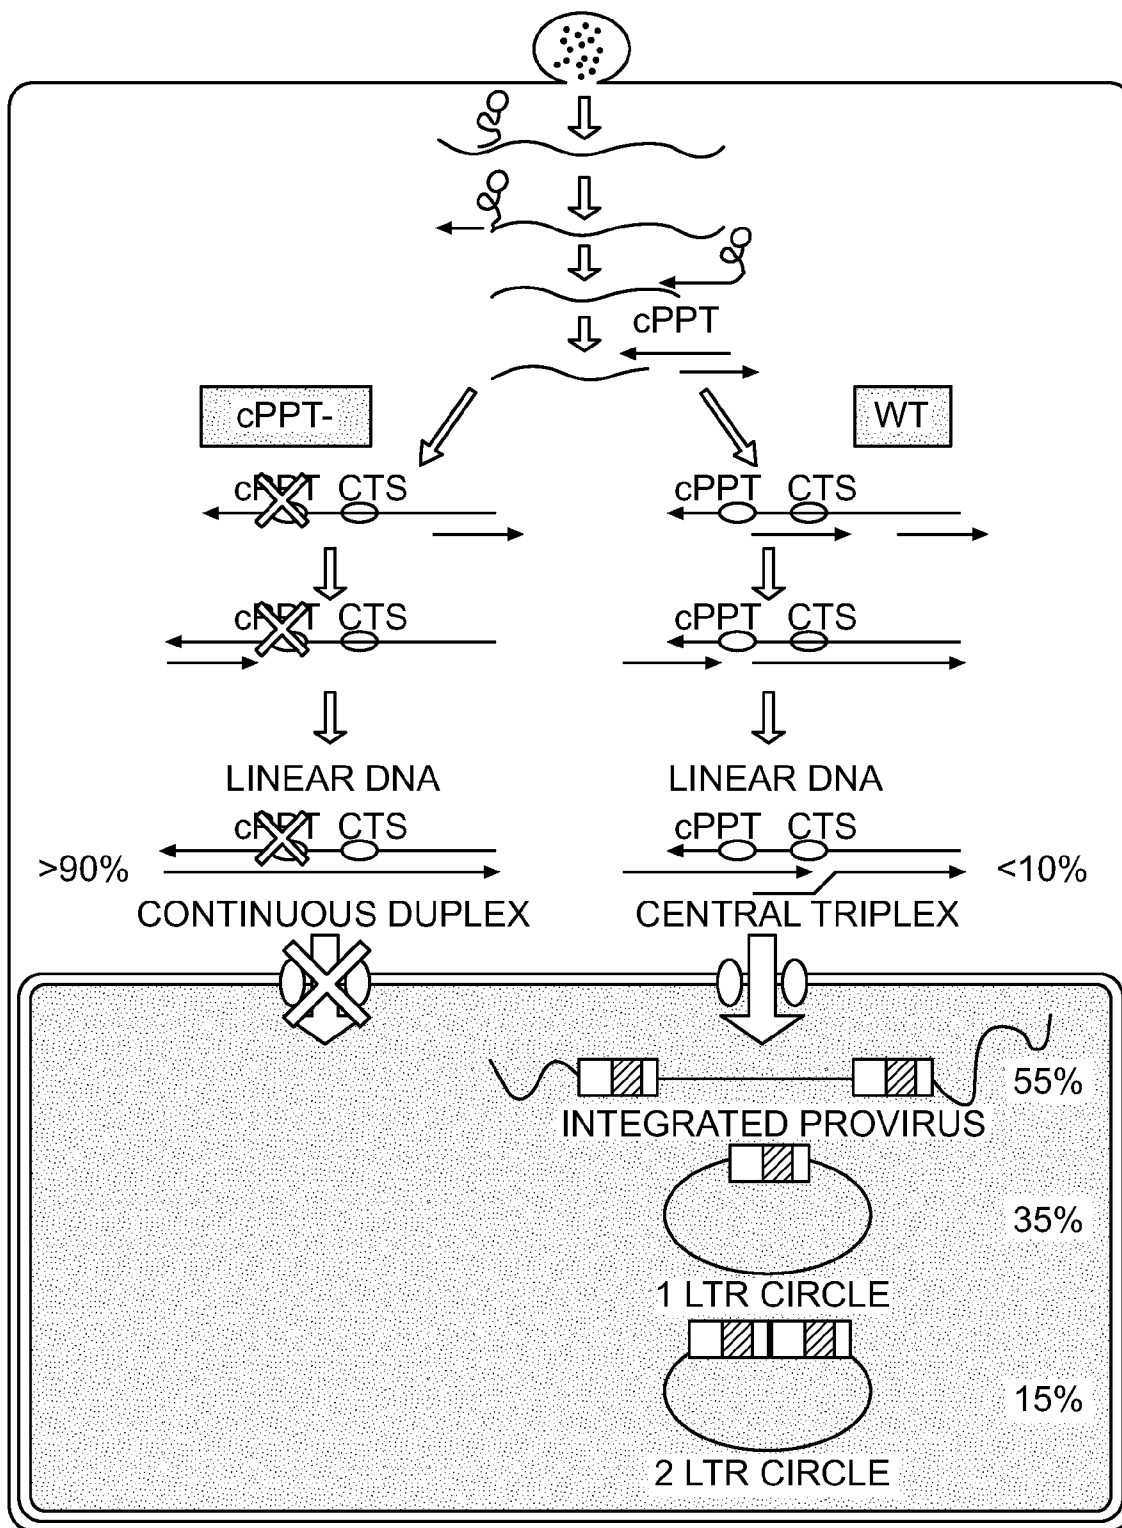 cPPT
cPPT-
WT
cPPT CTS
cPPT CTS
cPPT CTS
cPPT CTS
LINEAR DNA
LINEAR DNA
cPPT CTS
cPPT CTS
>90%
<10%
CONTINUOUS DUPLEX
CENTRAL TRIPLEX
55%
INTEGRATED PROVIRUS
35%
1 LTR CIRCLE
15%
2 LTR CIRCLE